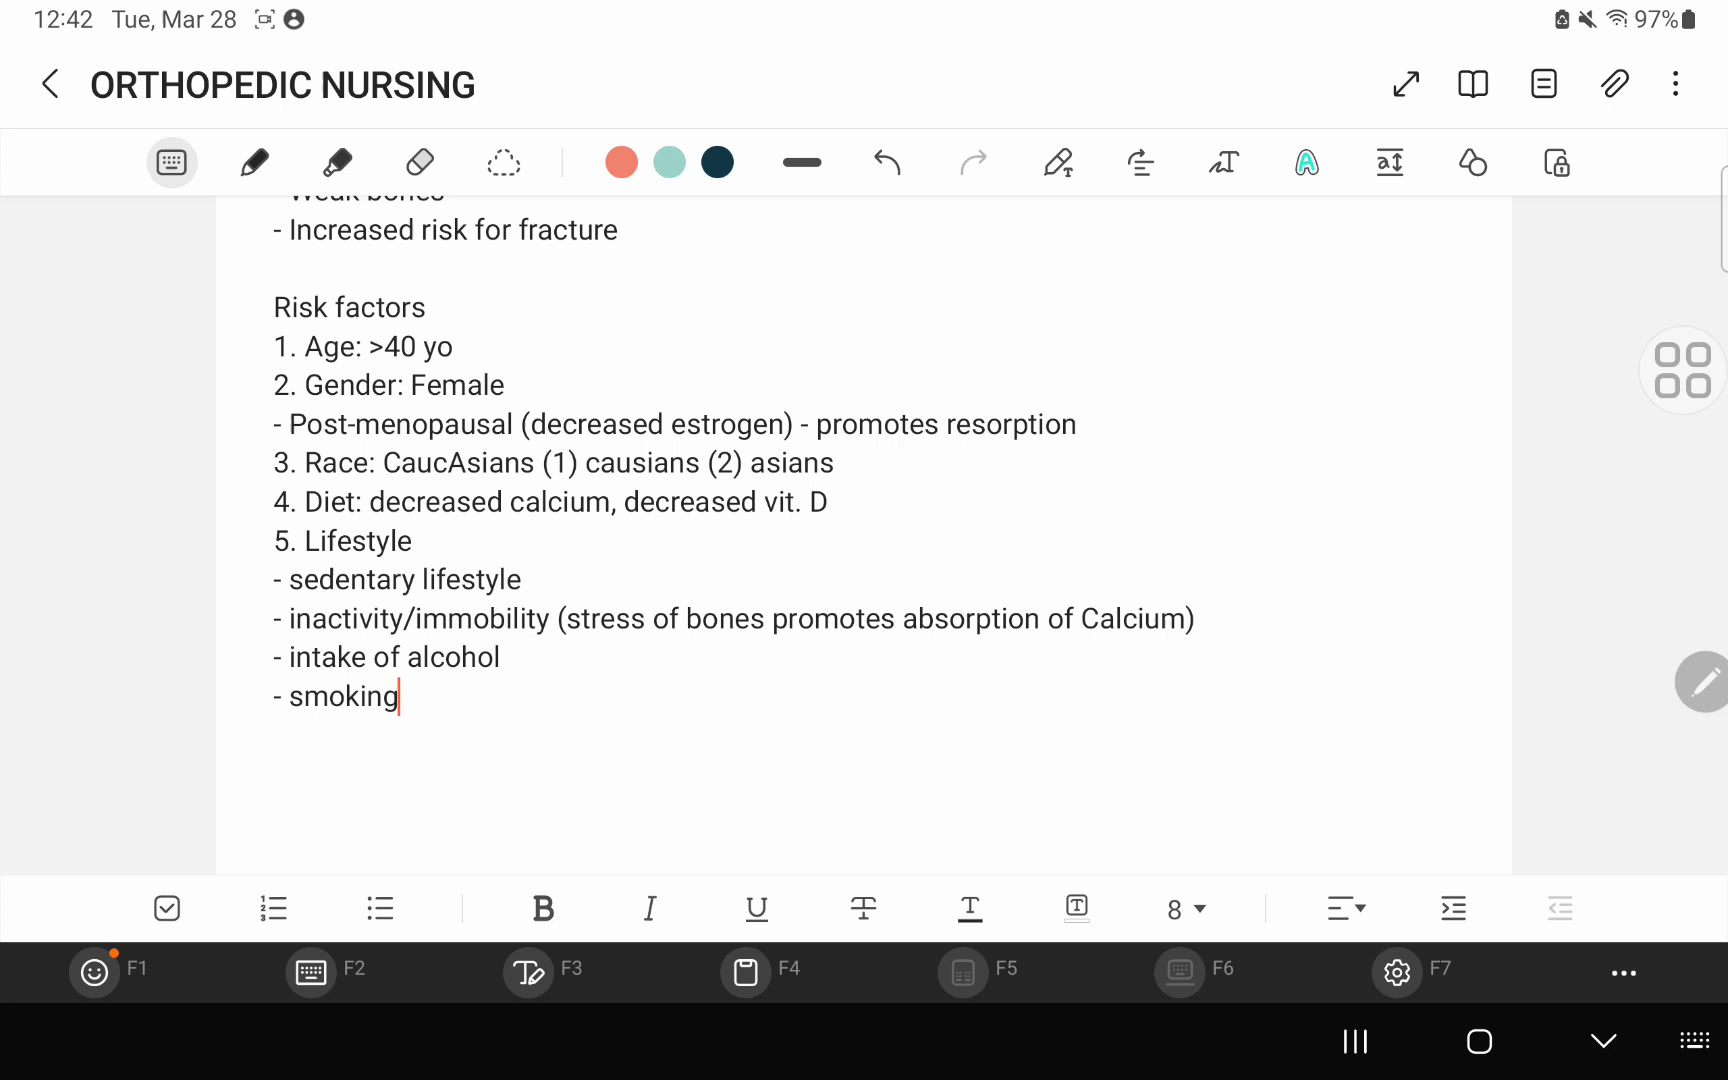 12:42 Tue, Mar 28 97%
ORTHOPEDIC NURSING
- Weak bones
- Increased risk for fracture
Risk factors
1. Age: >40 yo
2. Gender: Female
- Post-menopausal (decreased estrogen) - promotes resorption
3. Race: CaucAsians (1) causians (2) asians
4. Diet: decreased calcium, decreased vit. D
5. Lifestyle
- sedentary lifestyle
- inactivity/immobility (stress of bones promotes absorption of Calcium)
- intake of alcohol
- smoking
8
F1 F2 F3 F4 F5 F6 F7